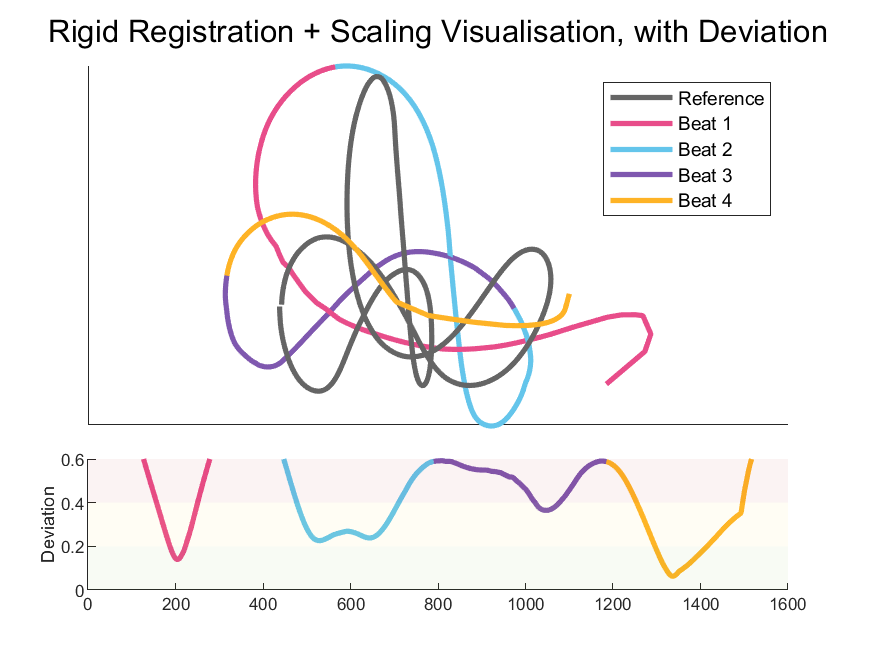 Rigid Registration + Scaling Visualisation, with Deviation
Reference
Beat 1
Beat 2
Beat 3
Beat 4
Deviation
0.6
0.4
0.2
0
0 200 400 600 800 1000 1200 1400 1600